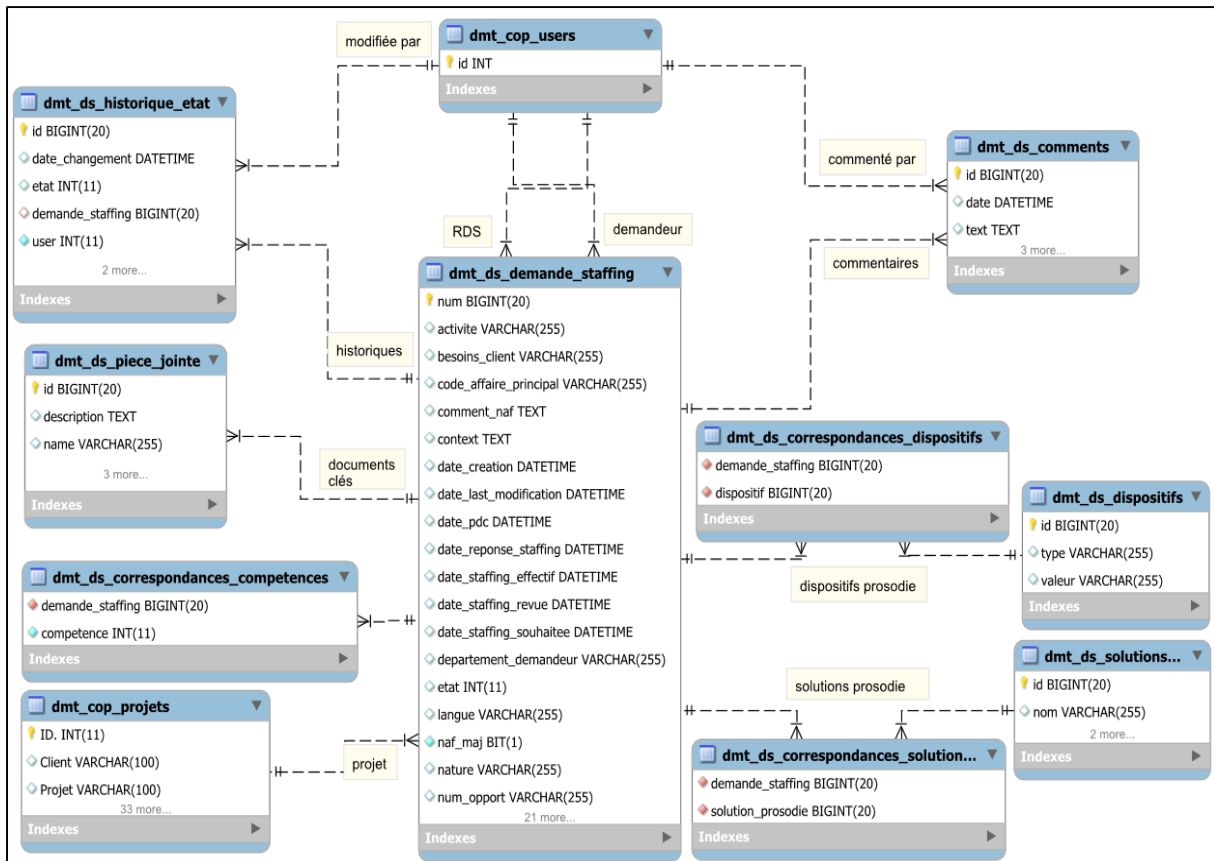 modifiée par
dmt_cop_users
id INT
Indexes
dmt_ds_historique_etat
id BIGINT(20)
date_changement DATETIME
etat INT(11)
demande_staffing BIGINT(20)
user INT(11)
2 more...
Indexes
commenté par
dmt_ds_comments
id BIGINT(20)
date DATETIME
text TEXT
3 more...
Indexes
RDS
demandeur
commentaires
historiques
dmt_ds_demande_staffing
num BIGINT(20)
activite VARCHAR(255)
besoins_client VARCHAR(255)
code_affaire_principal VARCHAR(255)
comment_naf TEXT
context TEXT
date_creation DATETIME
date_last_modification DATETIME
date_pdc DATETIME
date_reponse_staffing DATETIME
date_staffing_effectif DATETIME
date_staffing_revue DATETIME
date_staffing_souhaitee DATETIME
departement_demandeur VARCHAR(255)
etat INT(11)
langue VARCHAR(255)
naf_maj BIT(1)
nature VARCHAR(255)
num_opport VARCHAR(255)
21 more...
Indexes
dmt_ds_piece_jointe
id BIGINT(20)
description TEXT
name VARCHAR(255)
3 more...
Indexes
documents
clés
dmt_ds_correspondances_competences
demande_staffing BIGINT(20)
competence INT(11)
Indexes
dmt_cop_projets
ID. INT(11)
Client VARCHAR(100)
Projet VARCHAR(100)
33 more...
Indexes
projet
dmt_ds_correspondances_dispositifs
demande_staffing BIGINT(20)
dispositif BIGINT(20)
Indexes
dispositifs prosodie
dmt_ds_dispositifs
id BIGINT(20)
type VARCHAR(255)
valeur VARCHAR(255)
Indexes
solutions prosodie
dmt_ds_solutions...
id BIGINT(20)
nom VARCHAR(255)
2 more...
Indexes
dmt_ds_correspondances_solution...
demande_staffing BIGINT(20)
solution_prosodie BIGINT(20)
Indexes